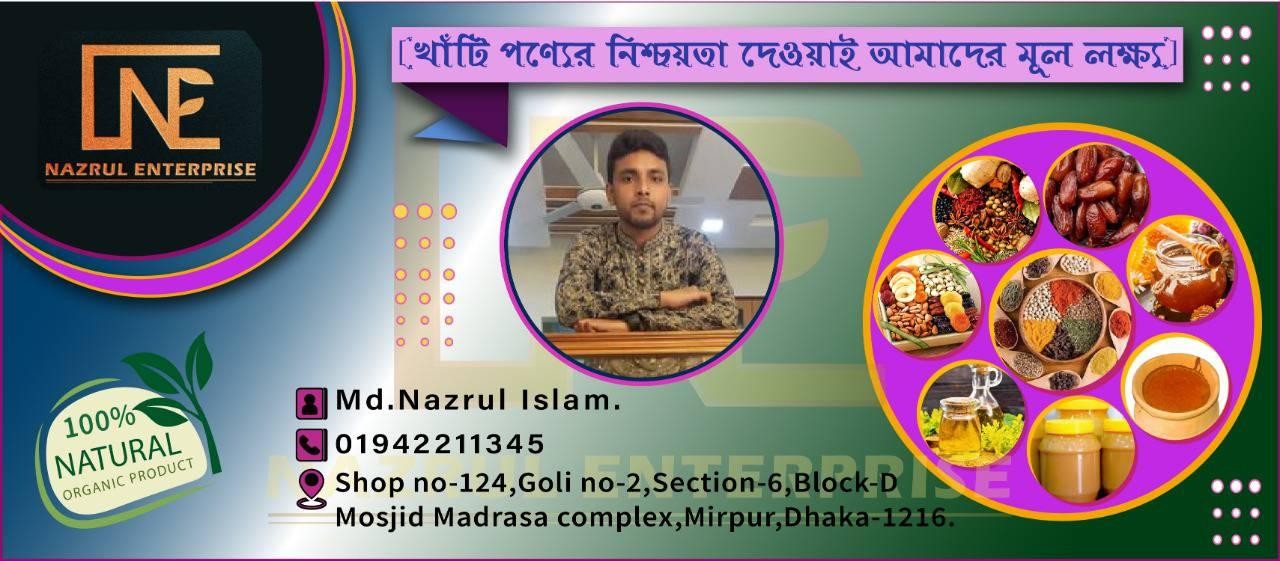 NE
NAZRUL ENTERPRISE
[খাঁটি পণ্যের নিশ্চয়তা দেওয়াই আমাদের মূল লক্ষ্য]
100%
NATURAL
ORGANIC PRODUCT
Md.Nazrul Islam.
01942211345
Shop no-124,Goli no-2,Section-6,Block-D
Mosjid Madrasa complex,Mirpur,Dhaka-1216.
NE
NAZRUL ENTERPRISE